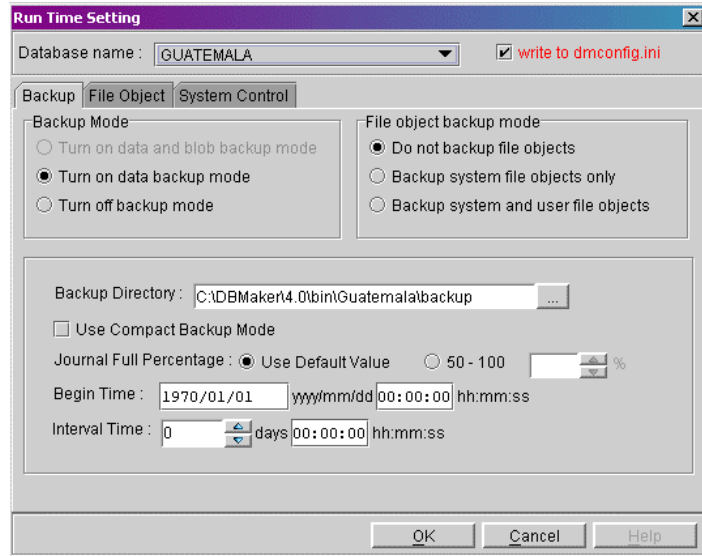 Run Time Setting
Database name : GUATEMALA write to dmconfig.ini
Backup File Object System Control
Backup Mode
Turn on data and blob backup mode
Turn on data backup mode
Turn off backup mode
File object backup mode
Do not backup file objects
Backup system file objects only
Backup system and user file objects
Backup Directory : C:\DBMaker\4.0\bin\Guatemala\backup ...
Use Compact Backup Mode
Journal Full Percentage : Use Default Value 50 - 100 %
Begin Time : 1970/01/01 yyyy/mm/dd 00:00:00 hh:mm:ss
Interval Time : 0 days 00:00:00 hh:mm:ss
OK Cancel Help